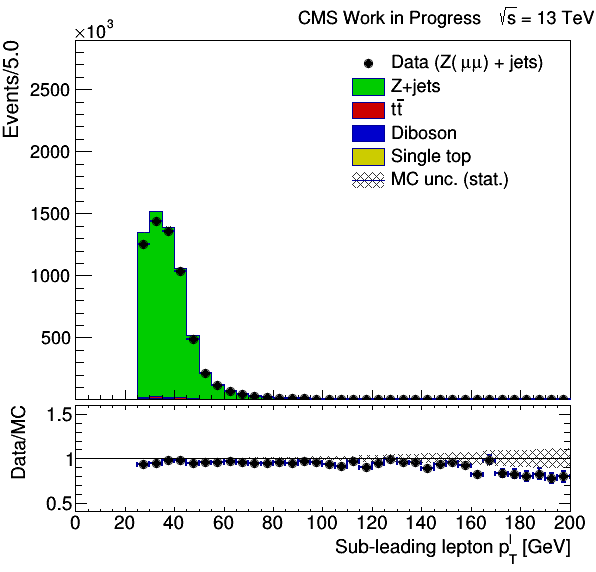 CMS Work in Progress √s = 13 TeV
×10³
Events/5.0
2500
2000
1500
1000
500
Data (Z(μμ) + jets)
Z+jets
tt̅
Diboson
Single top
MC unc. (stat.)
Data/MC
1.5
1
0.5
0 20 40 60 80 100 120 140 160 180 200
Sub-leading lepton p_T^l [GeV]